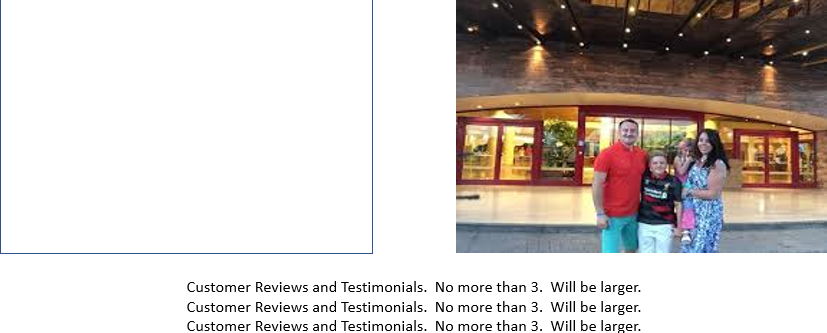 Customer Reviews and Testimonials.  No more than 3.  Will be larger.
Customer Reviews and Testimonials.  No more than 3.  Will be larger.
Customer Reviews and Testimonials.  No more than 3.  Will be larger.